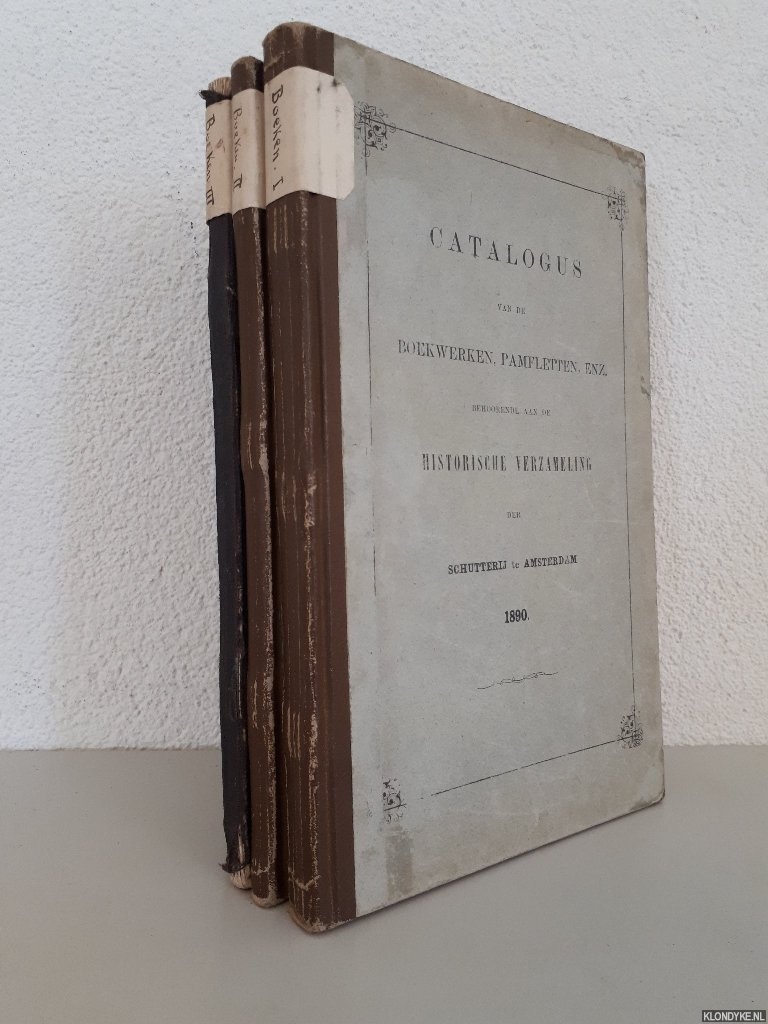 Boeken. III
Boeken. II
Boeken. I
CATALOGUS
VAN DE
BOEKWERKEN, PAMFLETTEN, ENZ.
BEHOORENDE AAN DE
HISTORISCHE VERZAMELING
DER
SCHUTTERIJ te AMSTERDAM
1890.
KLONDYKE.NL